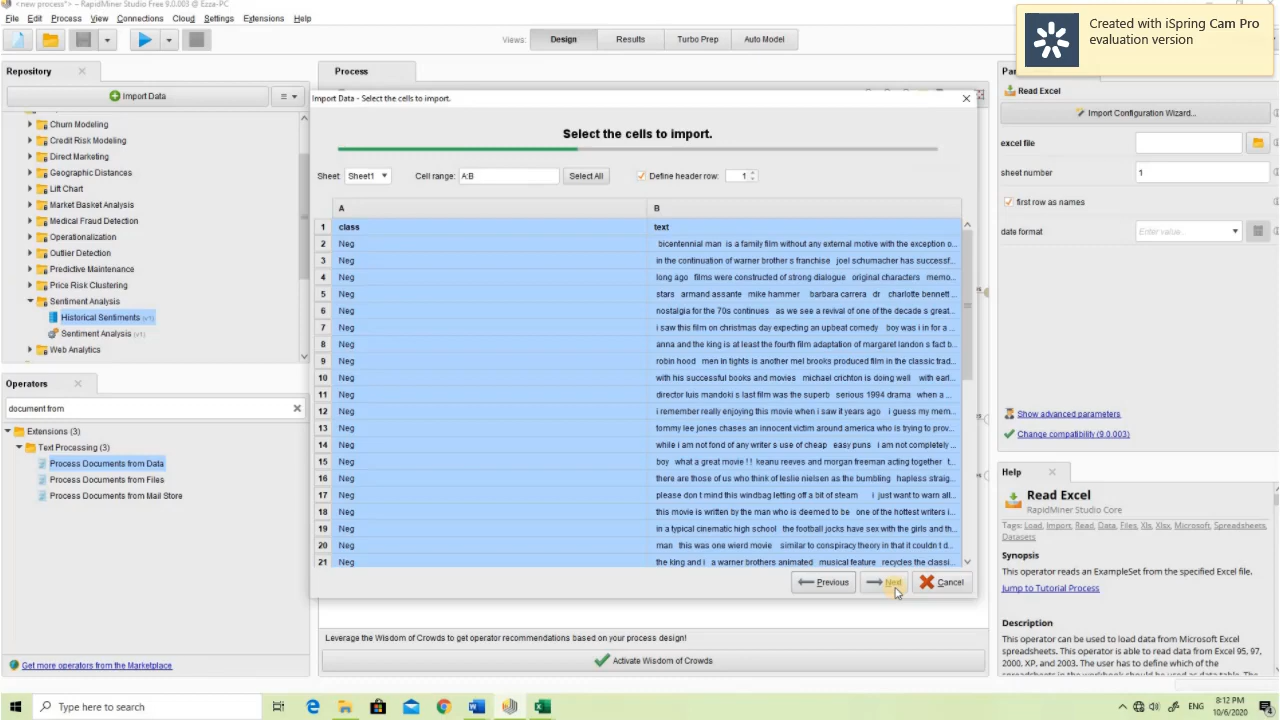 <new process*> – RapidMiner Studio Free 9.0.003 @ Ezza-PC
File Edit Process View Connections Cloud Settings Extensions Help
Created with iSpring Cam Pro
evaluation version
Views: Design Results Turbo Prep Auto Model
Repository
Import Data
Churn Modeling
Credit Risk Modeling
Direct Marketing
Geographic Distances
Lift Chart
Market Basket Analysis
Medical Fraud Detection
Operationalization
Outlier Detection
Predictive Maintenance
Price Risk Clustering
Sentiment Analysis
Historical Sentiments (v1)
Sentiment Analysis (v1)
Web Analytics
Operators
document from
Extensions (3)
Text Processing (3)
Process Documents from Data
Process Documents from Files
Process Documents from Mail Store
Get more operators from the Marketplace
Process
Import Data - Select the cells to import.
Select the cells to import.
Sheet Sheet1 Cell range: A:B Select All Define header row: 1
A B
1 class text
2 Neg bicentennial man is a family film without any external motive with the exception o...
3 Neg in the continuation of warner brother s franchise joel schumacher has successf...
4 Neg long ago films were constructed of strong dialogue original characters memo...
5 Neg stars armand assante mike hammer barbara carrera dr charlotte bennett ...
6 Neg nostalgia for the 70s continues as we see a revival of one of the decade s great...
7 Neg i saw this film on christmas day expecting an upbeat comedy boy was i in for a ...
8 Neg anna and the king is at least the fourth film adaptation of margaret landon s fact b...
9 Neg robin hood men in tights is another mel brooks produced film in the classic trad...
10 Neg with his successful books and movies michael crichton is doing well with earl...
11 Neg director luis mandoki s last film was the superb serious 1994 drama when a ...
12 Neg i remember really enjoying this movie when i saw it years ago i guess my mem...
13 Neg tommy lee jones chases an innocent victim around america who is trying to prov...
14 Neg while i am not fond of any writer s use of cheap easy puns i am not completely ...
15 Neg boy what a great movie !! keanu reeves and morgan freeman acting together t...
16 Neg there are those of us who think of leslie nielsen as the bumbling hapless straig...
17 Neg please don t mind this windbag letting off a bit of steam i just want to warn all...
18 Neg this movie is written by the man who is deemed to be one of the hottest writers i...
19 Neg in a typical cinematic high school the football jocks have sex with the girls and th...
20 Neg man this was one wierd movie similar to conspiracy theory in that it couldn t d...
21 Neg the king and i a warner brothers animated musical feature recycles the classi...
Previous Next Cancel
Leverage the Wisdom of Crowds to get operator recommendations based on your process design!
Activate Wisdom of Crowds
Read Excel
Import Configuration Wizard...
excel file
sheet number 1
first row as names
date format Enter value...
Show advanced parameters
Change compatibility (9.0.003)
Help
Read Excel
RapidMiner Studio Core
Tags: Load, Import, Read, Data, Files, Xls, Xlsx, Microsoft, Spreadsheets,
Datasets
Synopsis
This operator reads an ExampleSet from the specified Excel file.
Jump to Tutorial Process
Description
This operator can be used to load data from Microsoft Excel
spreadsheets. This operator is able to read data from Excel 95, 97,
2000, XP, and 2003. The user has to define which of the
spreadsheets in the workbook should be used as data table. The
Type here to search
ENG
8:12 PM
10/6/2020